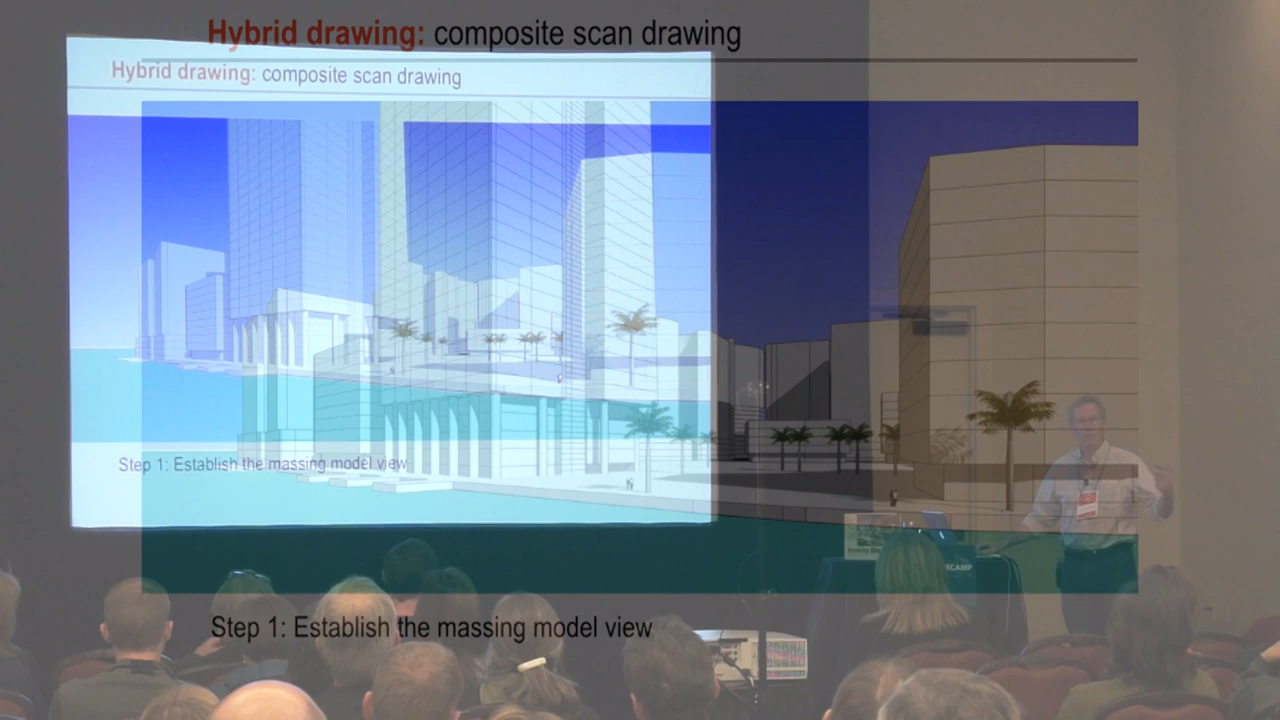 Hybrid drawing: composite scan drawing
Hybrid drawing: composite scan drawing
Step 1: Establish the massing model view
ECAMP
Step 1: Establish the massing model view